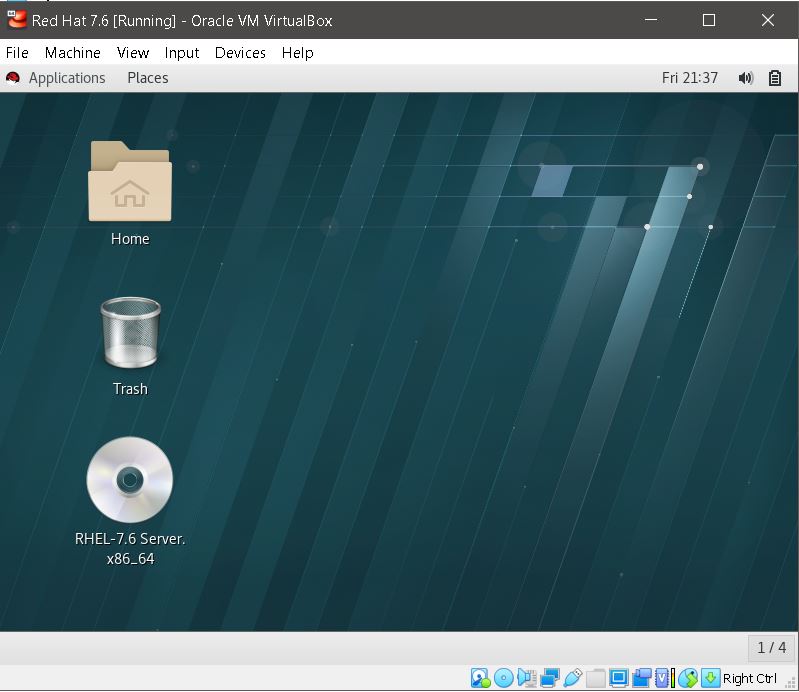 Red Hat 7.6 [Running] - Oracle VM VirtualBox
File Machine View Input Devices Help
Applications Places Fri 21:37
Home
Trash
RHEL-7.6 Server.
x86_64
1 / 4
Right Ctrl